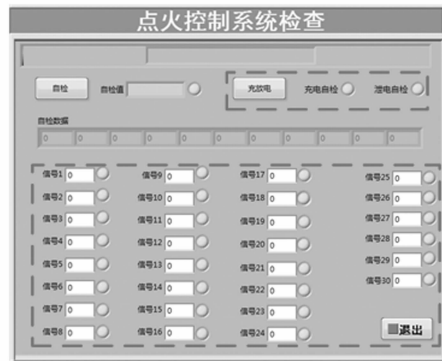 点火控制系统检查
自检 自检值 充放电 充电自检 泄电自检
自检数据
0 0 0 0 0 0 0 0 0 0 0
信号1 0 信号9 0 信号17 0 信号25 0
信号2 0 信号10 0 信号18 0 信号26 0
信号3 0 信号11 0 信号19 0 信号27 0
信号4 0 信号12 0 信号20 0 信号28 0
信号5 0 信号13 0 信号21 0 信号29 0
信号6 0 信号14 0 信号22 0 信号30 0
信号7 0 信号15 0 信号23 0
信号8 0 信号16 0 信号24 0
退出